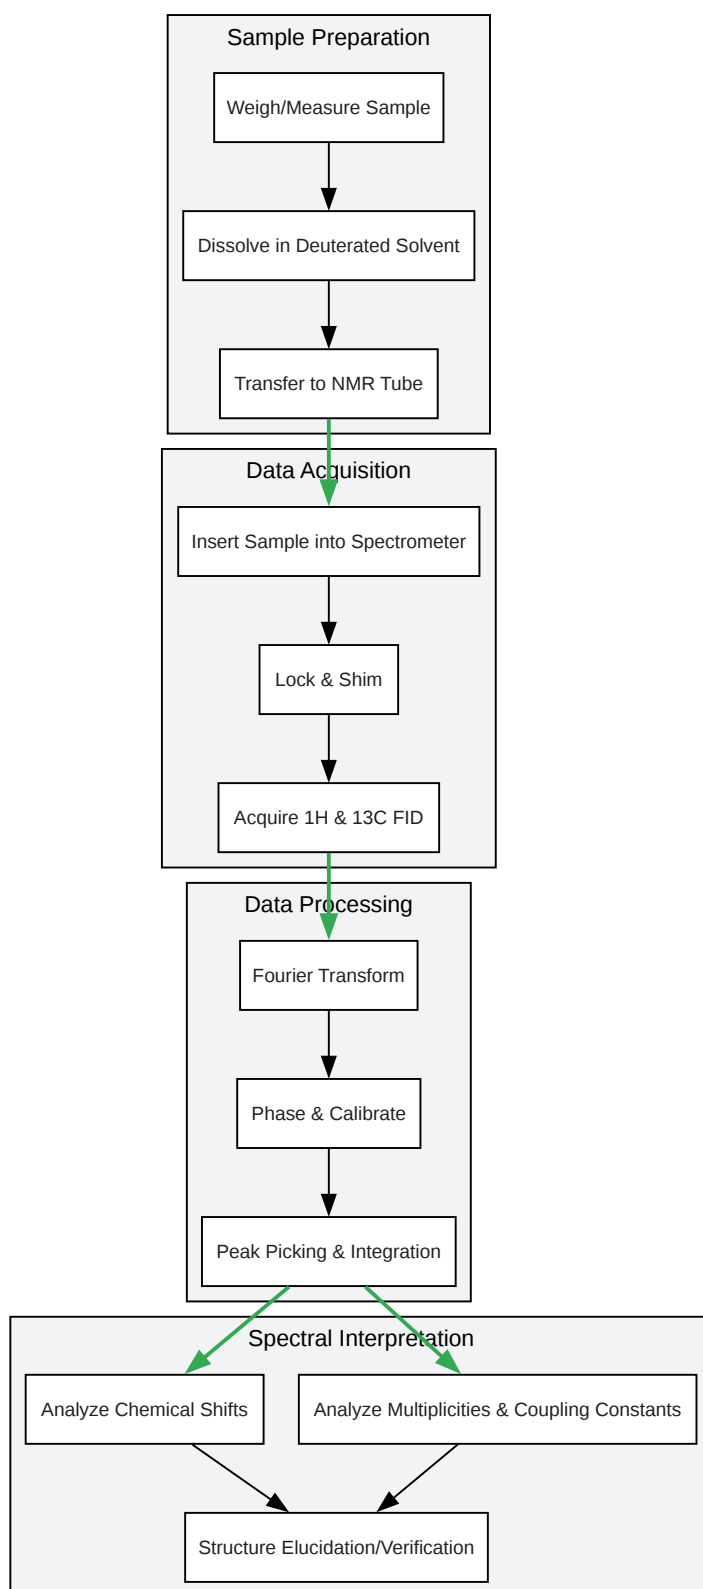 Sample Preparation
Weigh/Measure Sample
Dissolve in Deuterated Solvent
Transfer to NMR Tube
Data Acquisition
Insert Sample into Spectrometer
Lock & Shim
Acquire 1H & 13C FID
Data Processing
Fourier Transform
Phase & Calibrate
Peak Picking & Integration
Spectral Interpretation
Analyze Chemical Shifts
Analyze Multiplicities & Coupling Constants
Structure Elucidation/Verification